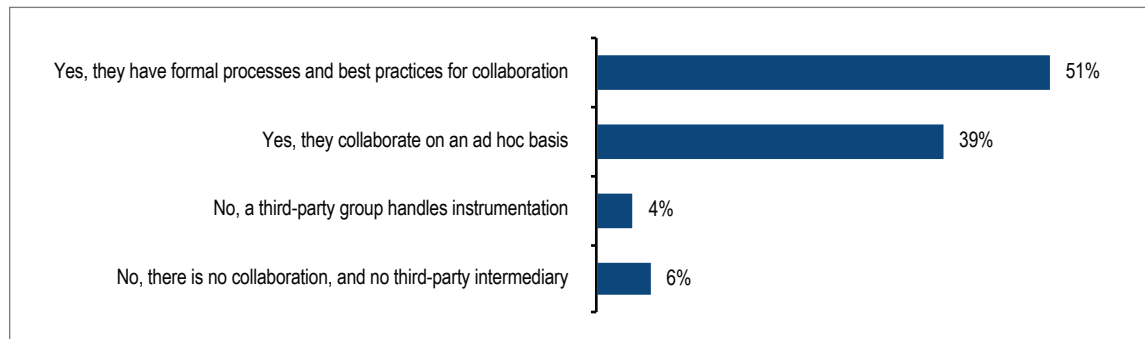 Yes, they have formal processes and best practices for collaboration 51%
Yes, they collaborate on an ad hoc basis 39%
No, a third-party group handles instrumentation 4%
No, there is no collaboration, and no third-party intermediary 6%